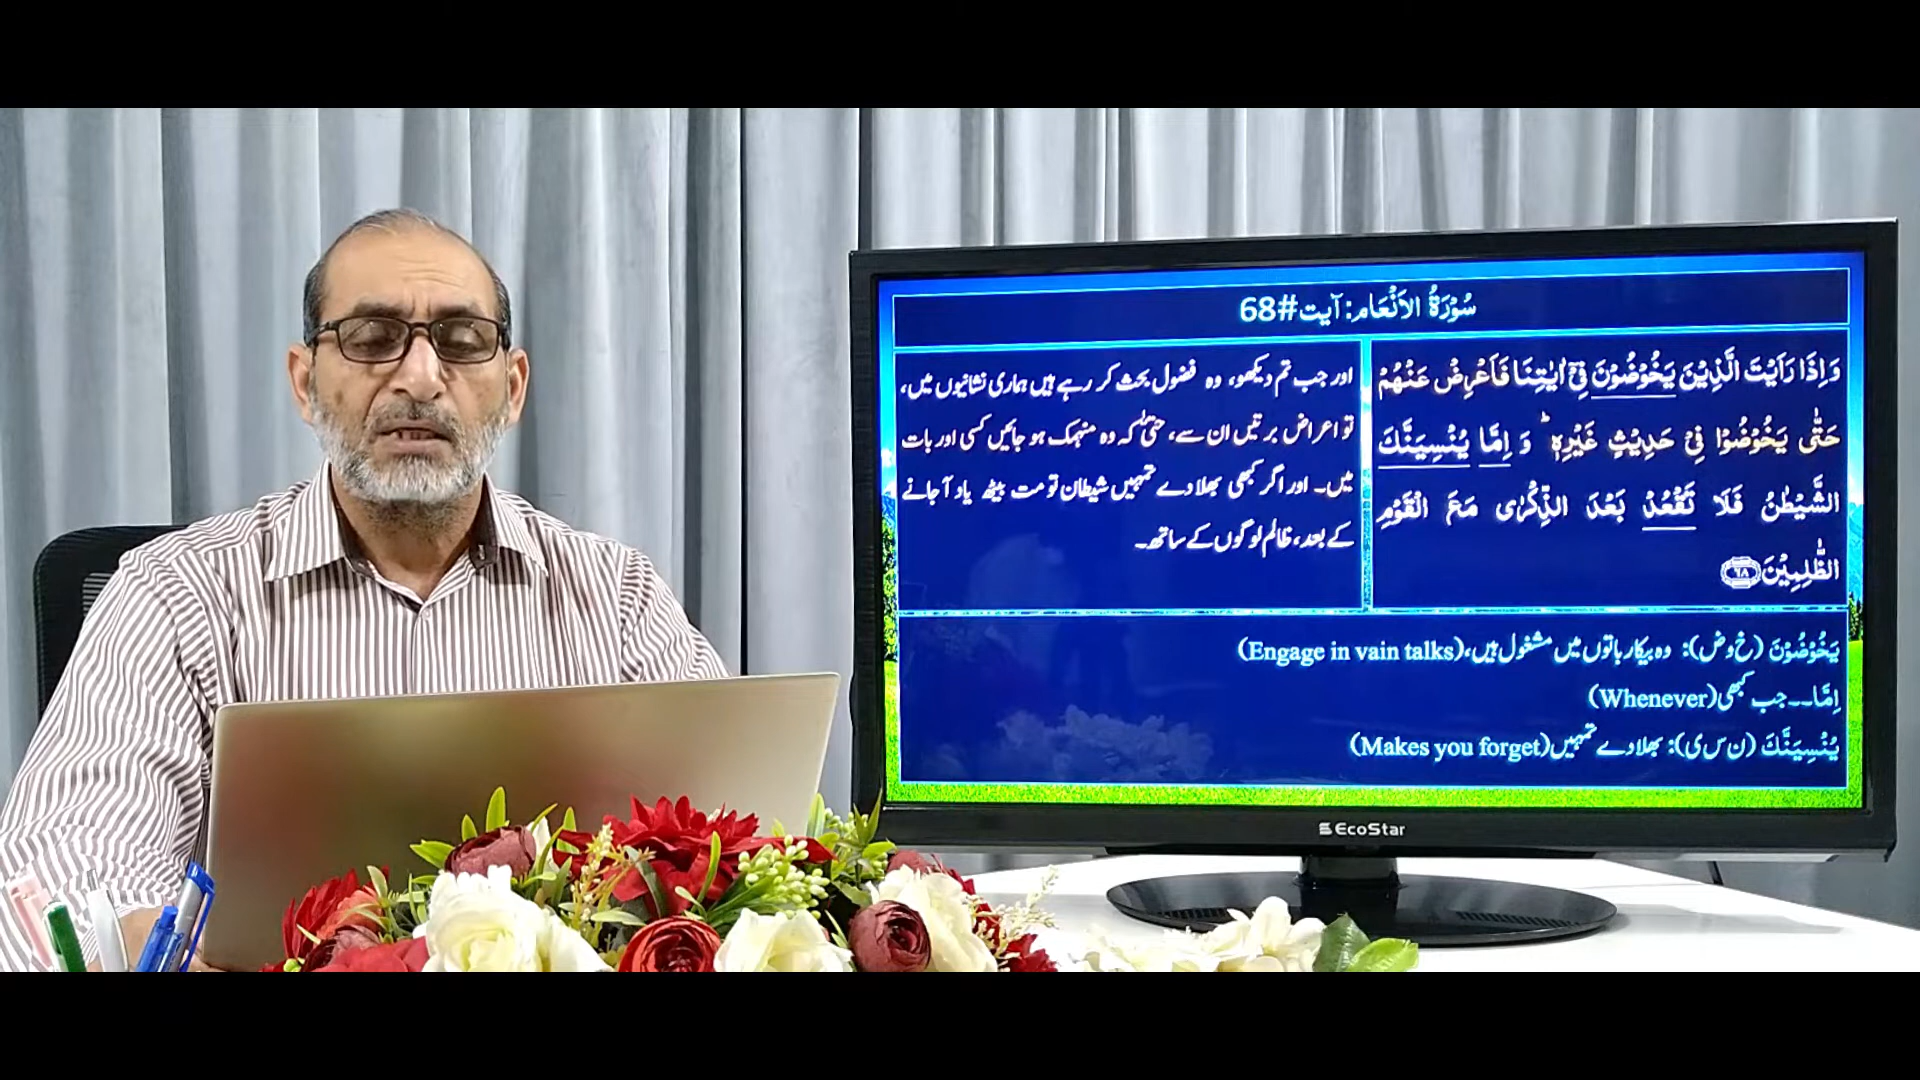 سُوْرَةُ الاَنْعَام: آیت#68
وَ اِذَا رَاَیْتَ الَّذِیْنَ یَخُوْضُوْنَ فِیْۤ اٰیٰتِنَا فَاَعْرِضْ عَنْهُمْ
حَتّٰی یَخُوْضُوْا فِیْ حَدِیْثٍ غَیْرِهٖ ؕ وَ اِمَّا یُنْسِیَنَّكَ
الشَّیْطٰنُ فَلَا تَقْعُدْ بَعْدَ الذِّكْرٰی مَعَ الْقَوْمِ
الظّٰلِمِیْنَ ﴿٦٨﴾
اور جب تم دیکھو، وہ فضول بحث کر رہے ہیں ہماری نشانیوں میں،
تو اعراض برتیں ان سے، حتیٰ کہ وہ منہمک ہو جائیں کسی اور بات
میں۔ اور اگر کبھی بھلا دے تمہیں شیطان تو مت بیٹھ یاد آ جانے
کے بعد، ظالم لوگوں کے ساتھ۔
یَخُوْضُوْنَ (خ و ض): وہ بیکار باتوں میں مشغول ہیں،(Engage in vain talks)
اِمَّا۔۔جب کبھی(Whenever)
یُنْسِیَنَّكَ (ن س ی): بھلا دے تمہیں(Makes you forget)
EcoStar